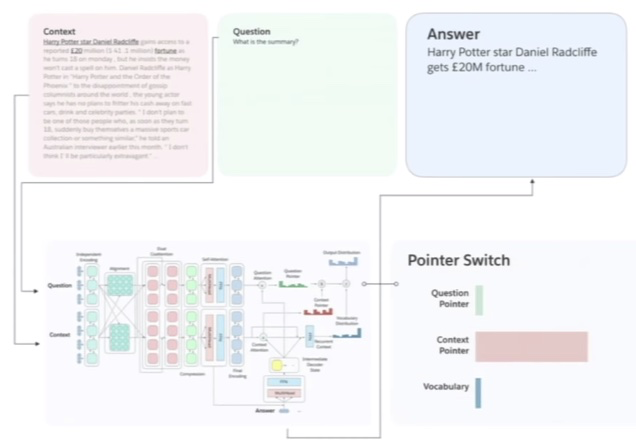 Context
Harry Potter star Daniel Radcliffe gains access to a
reported £20 million ( $ 41. 1 million ) fortune as
he turns 18 on monday , but he insists the money
won't cast a spell on him. Daniel Radcliffe as Harry
Potter in "Harry Potter and the Order of the
Phoenix " to the disappointment of gossip
columnists around the world , the young actor
says he has no plans to fritter his cash away on fast
cars, drink and celebrity parties. " I don't plan to
be one of those people who, as soon as they turn
18, suddenly buy themselves a massive sports car
collection or something similar," he told an
Australian interviewer earlier this month. " I don't
think I 'll be particularly extravagant " ...
Question
What is the summary?
Answer
Harry Potter star Daniel Radcliffe
gets £20M fortune ...
Independent
Encoding
Alignment
Dual
Coattention
Self-Attention
Question
Attention
Question
Pointer
Output Distribution
Question
Context
Context
Pointer
Vocabulary
Distribution
Context
Attention
Recurrent
Context
Compression
Final
Encoding
Intermediate
Decoder
State
Answer
Pointer Switch
Question
Pointer
Context
Pointer
Vocabulary